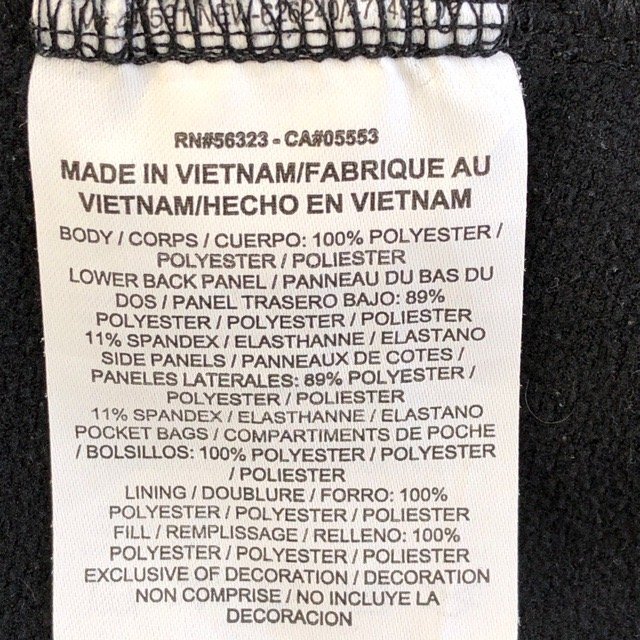 RN#56323 - CA#05553
MADE IN VIETNAM/FABRIQUE AU
VIETNAM/HECHO EN VIETNAM
BODY / CORPS / CUERPO: 100% POLYESTER /
POLYESTER / POLIESTER
LOWER BACK PANEL / PANNEAU DU BAS DU
DOS / PANEL TRASERO BAJO: 89%
POLYESTER / POLYESTER / POLIESTER
11% SPANDEX / ELASTHANNE / ELASTANO
SIDE PANELS / PANNEAUX DE COTES /
PANELES LATERALES: 89% POLYESTER /
POLYESTER / POLIESTER
11% SPANDEX / ELASTHANNE / ELASTANO
POCKET BAGS / COMPARTIMENTS DE POCHE
/ BOLSILLOS: 100% POLYESTER / POLYESTER
/ POLIESTER
LINING / DOUBLURE / FORRO: 100%
POLYESTER / POLYESTER / POLIESTER
FILL / REMPLISSAGE / RELLENO: 100%
POLYESTER / POLYESTER / POLIESTER
EXCLUSIVE OF DECORATION / DECORATION
NON COMPRISE / NO INCLUYE LA
DECORACION